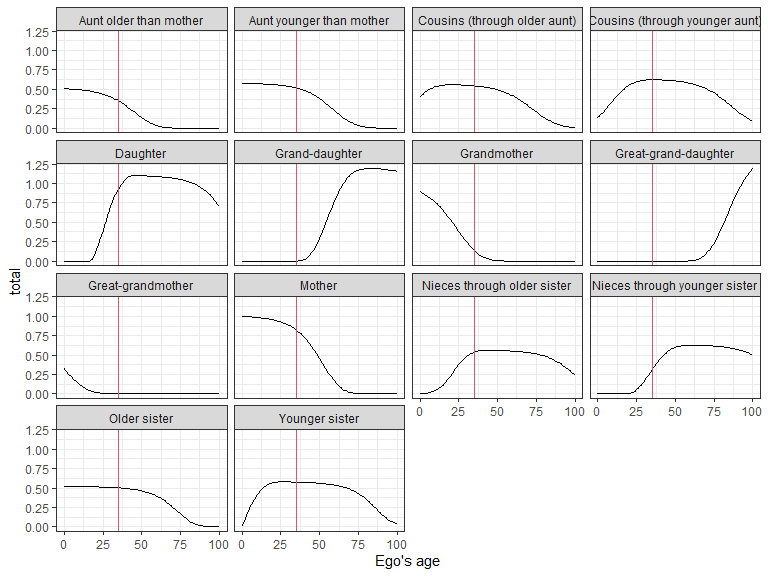 Aunt older than mother
Aunt younger than mother
Cousins (through older aunt)
Cousins (through younger aunt)
1.25
1.00
0.75
0.50
0.25
0.00
Daughter
Grand-daughter
Grandmother
Great-grand-daughter
1.25
1.00
0.75
0.50
0.25
0.00
total
Great-grandmother
Mother
Nieces through older sister
Nieces through younger sister
1.25
1.00
0.75
0.50
0.25
0.00
0 25 50 75 100
0 25 50 75 100
Older sister
Younger sister
1.25
1.00
0.75
0.50
0.25
0.00
0 25 50 75 100
0 25 50 75 100
Ego's age